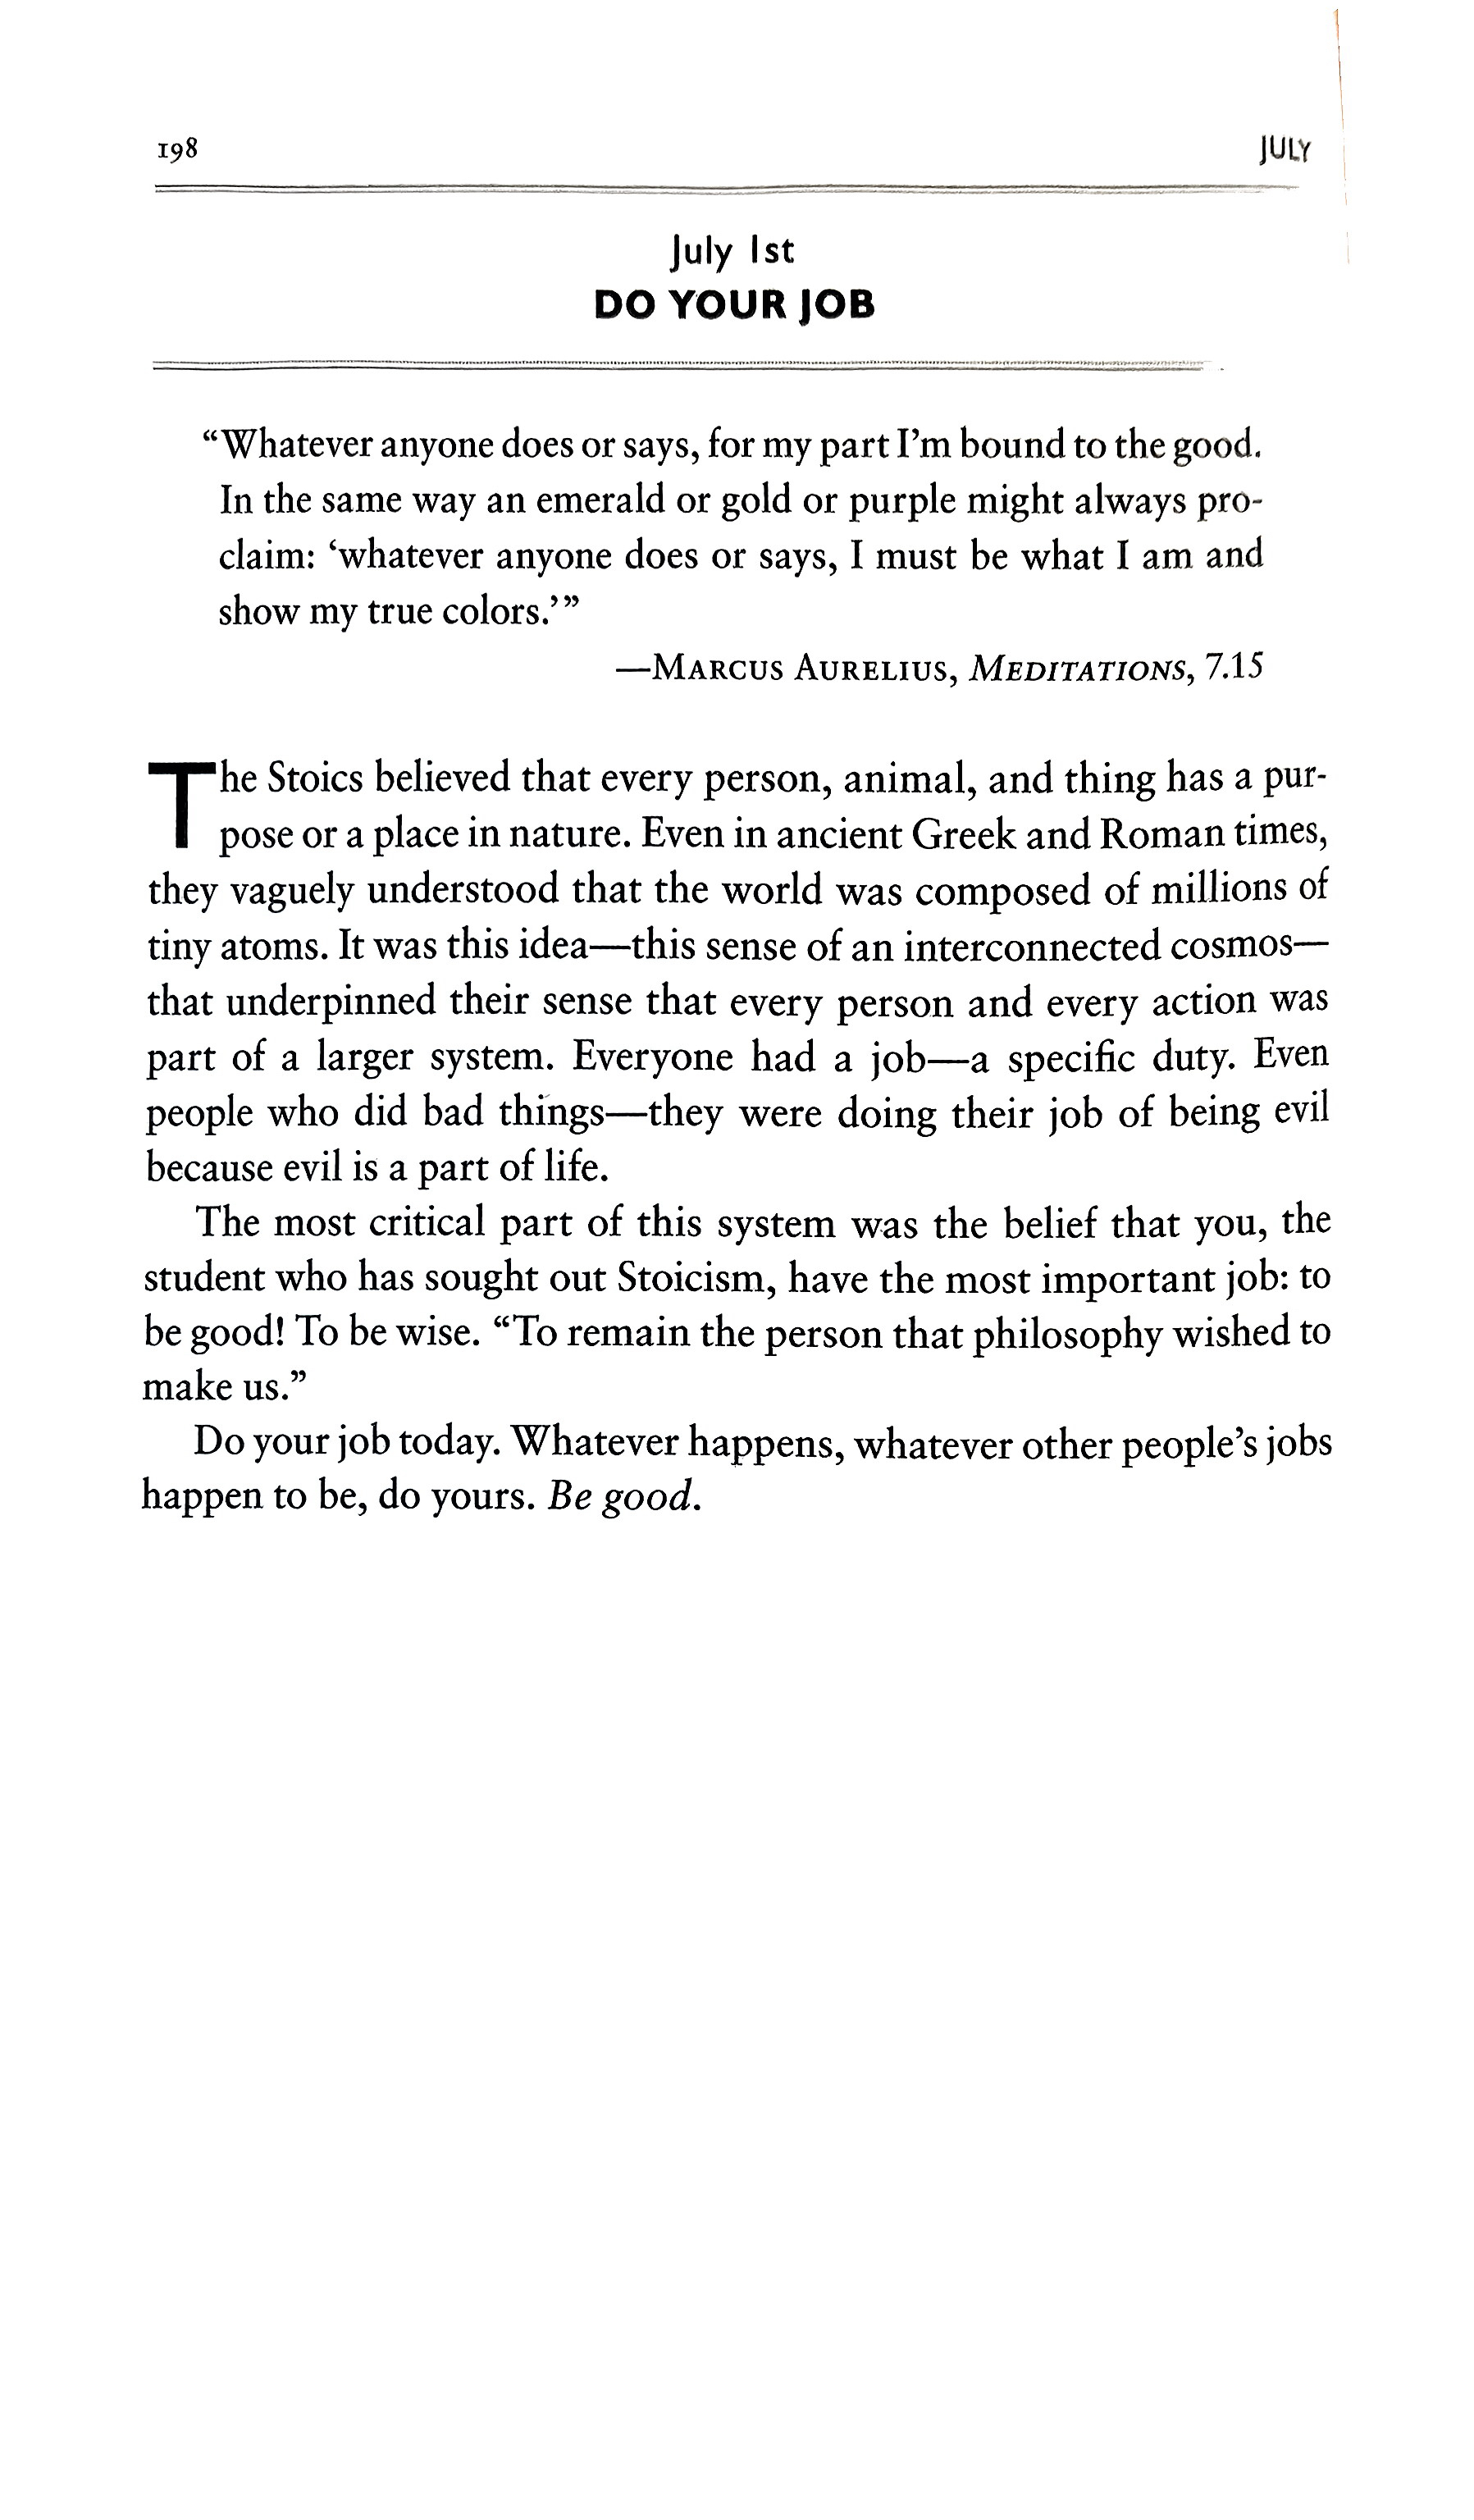 198
JULY
July 1st
DO YOUR JOB
“Whatever anyone does or says, for my part I’m bound to the good.
In the same way an emerald or gold or purple might always pro-
claim: ‘whatever anyone does or says, I must be what I am and
show my true colors.’”
—MARCUS AURELIUS, MEDITATIONS, 7.15
The Stoics believed that every person, animal, and thing has a pur-
pose or a place in nature. Even in ancient Greek and Roman times,
they vaguely understood that the world was composed of millions of
tiny atoms. It was this idea—this sense of an interconnected cosmos—
that underpinned their sense that every person and every action was
part of a larger system. Everyone had a job—a specific duty. Even
people who did bad things—they were doing their job of being evil
because evil is a part of life.
The most critical part of this system was the belief that you, the
student who has sought out Stoicism, have the most important job: to
be good! To be wise. “To remain the person that philosophy wished to
make us.”
Do your job today. Whatever happens, whatever other people’s jobs
happen to be, do yours. Be good.